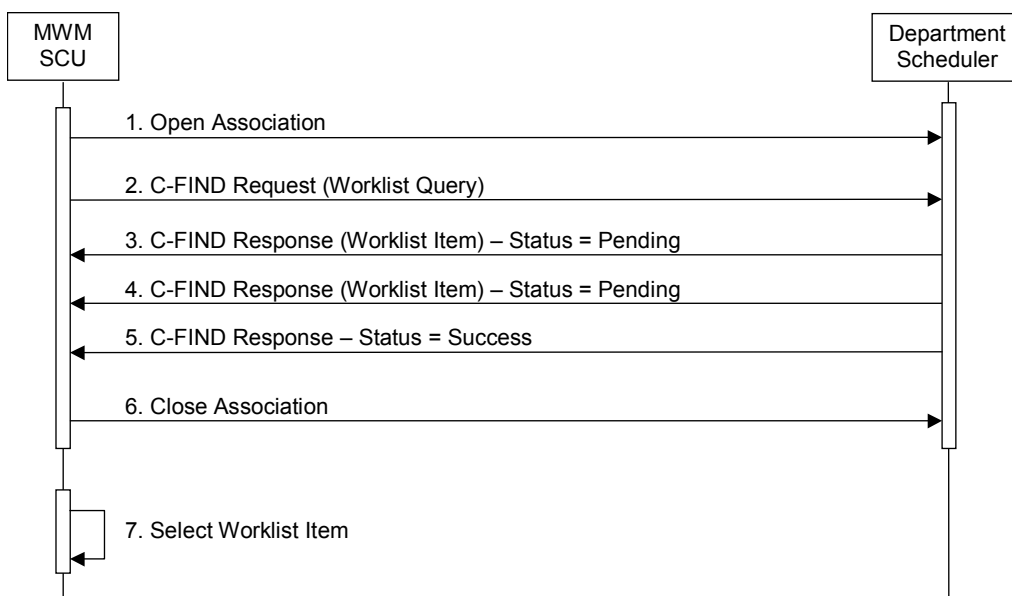 MWM
SCU
Department
Scheduler
1. Open Association
2. C-FIND Request (Worklist Query)
3. C-FIND Response (Worklist Item) – Status = Pending
4. C-FIND Response (Worklist Item) – Status = Pending
5. C-FIND Response – Status = Success
6. Close Association
7. Select Worklist Item